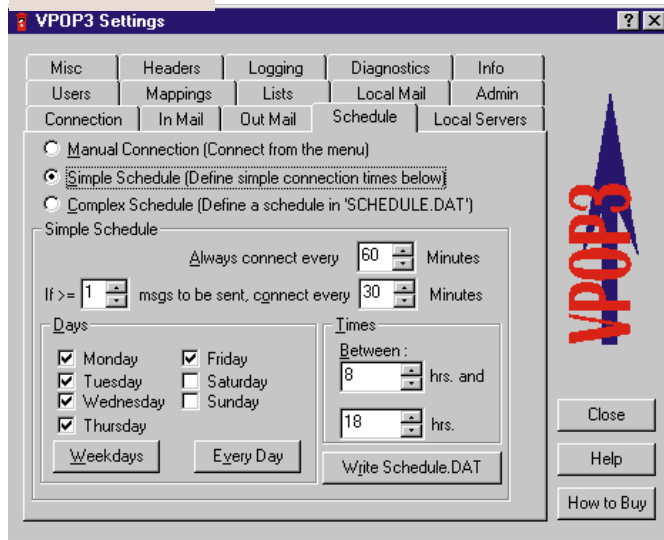 VPOP3 Settings
Misc Headers Logging Diagnostics Info
Users Mappings Lists Local Mail Admin
Connection In Mail Out Mail Schedule Local Servers
Manual Connection (Connect from the menu)
Simple Schedule (Define simple connection times below)
Complex Schedule (Define a schedule in 'SCHEDULE.DAT')
Simple Schedule
Always connect every 60 Minutes
If >= 1 msgs to be sent, connect every 30 Minutes
Days
Monday Friday
Tuesday Saturday
Wednesday Sunday
Thursday
Weekdays Every Day
Times
Between :
8 hrs. and
18 hrs.
Write Schedule.DAT
VPOP3
Close
Help
How to Buy